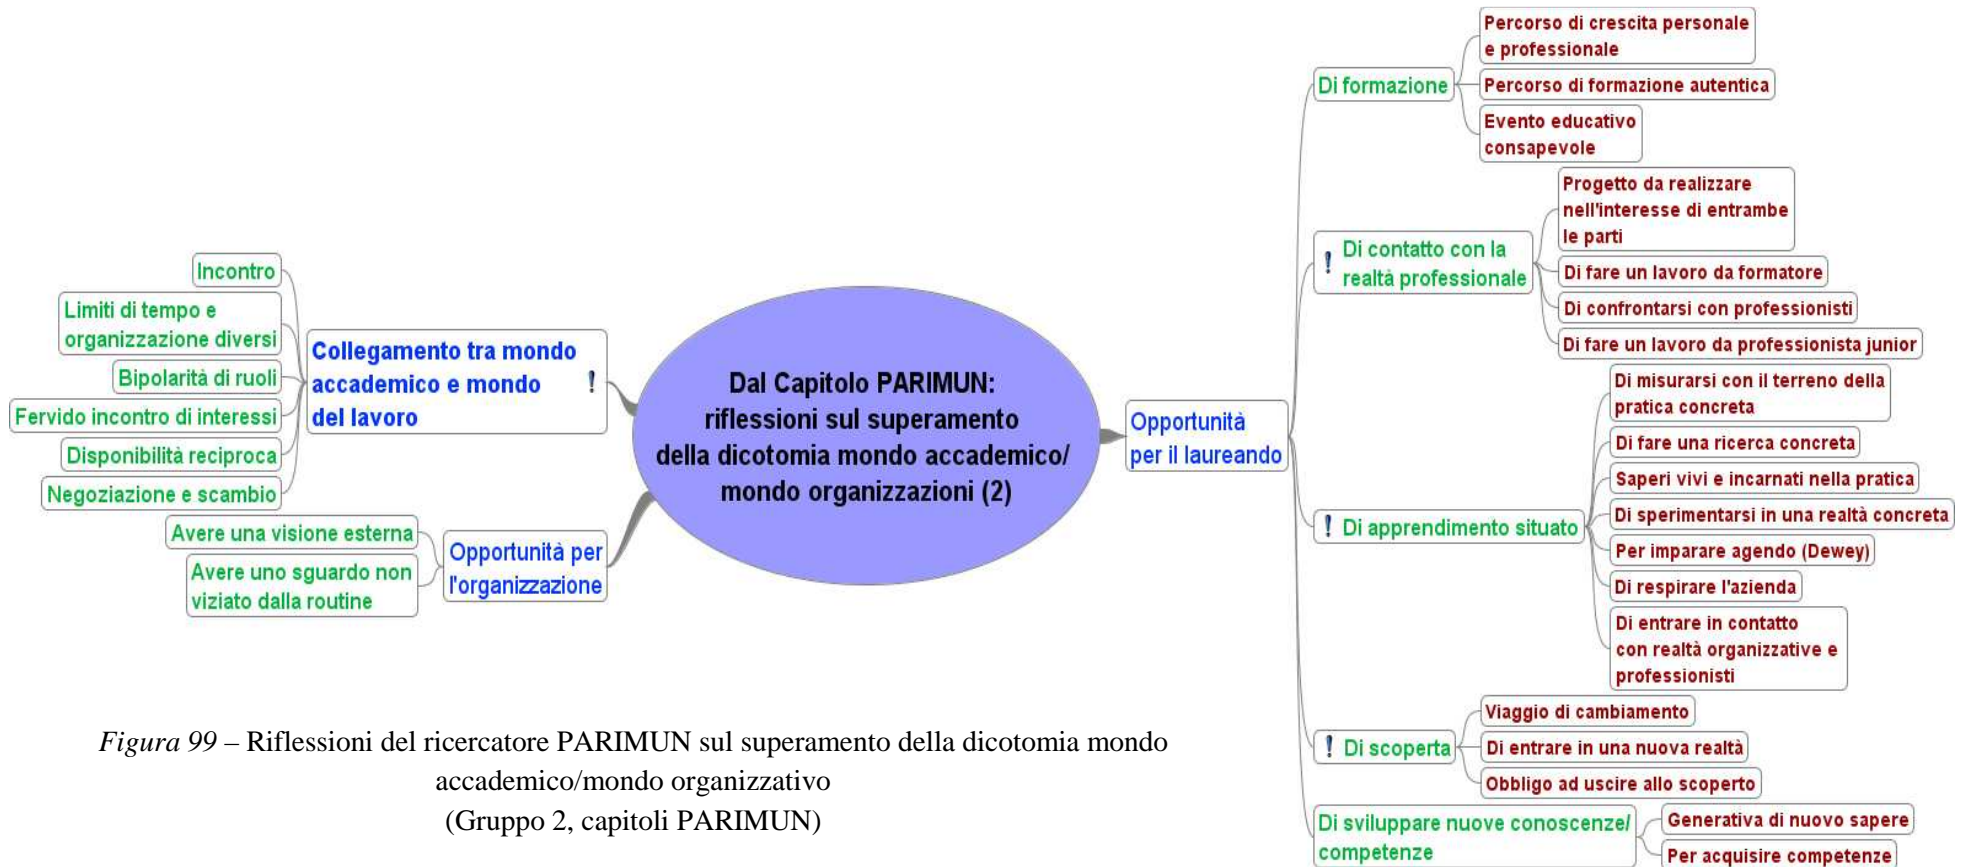 Dal Capitolo PARIMUN:
riflessioni sul superamento
della dicotomia mondo accademico/
mondo organizzazioni (2)
Collegamento tra mondo
accademico e mondo
del lavoro
!
Incontro
Limiti di tempo e
organizzazione diversi
Bipolarità di ruoli
Fervido incontro di interessi
Disponibilità reciproca
Negoziazione e scambio
Opportunità per
l'organizzazione
Avere una visione esterna
Avere uno sguardo non
viziato dalla routine
Opportunità
per il laureando
Di formazione
Percorso di crescita personale
e professionale
Percorso di formazione autentica
Evento educativo
consapevole
! Di contatto con la
realtà professionale
Progetto da realizzare
nell'interesse di entrambe
le parti
Di fare un lavoro da formatore
Di confrontarsi con professionisti
Di fare un lavoro da professionista junior
! Di apprendimento situato
Di misurarsi con il terreno della
pratica concreta
Di fare una ricerca concreta
Saperi vivi e incarnati nella pratica
Di sperimentarsi in una realtà concreta
Per imparare agendo (Dewey)
Di respirare l'azienda
Di entrare in contatto
con realtà organizzative e
professionisti
! Di scoperta
Viaggio di cambiamento
Di entrare in una nuova realtà
Obbligo ad uscire allo scoperto
Di sviluppare nuove conoscenze/
competenze
Generativa di nuovo sapere
Per acquisire competenze
Figura 99 – Riflessioni del ricercatore PARIMUN sul superamento della dicotomia mondo
accademico/mondo organizzativo
(Gruppo 2, capitoli PARIMUN)